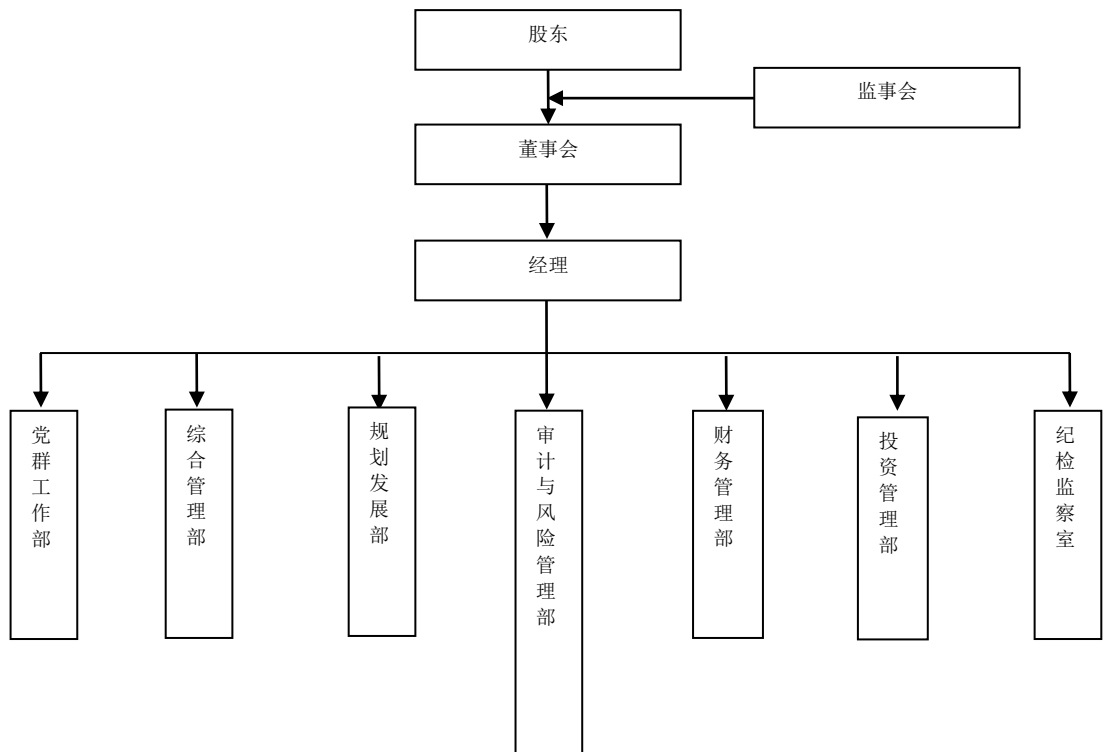 股东
监事会
董事会
经理
党群工作部
综合管理部
规划发展部
审计与风险管理部
财务管理部
投资管理部
纪检监察室